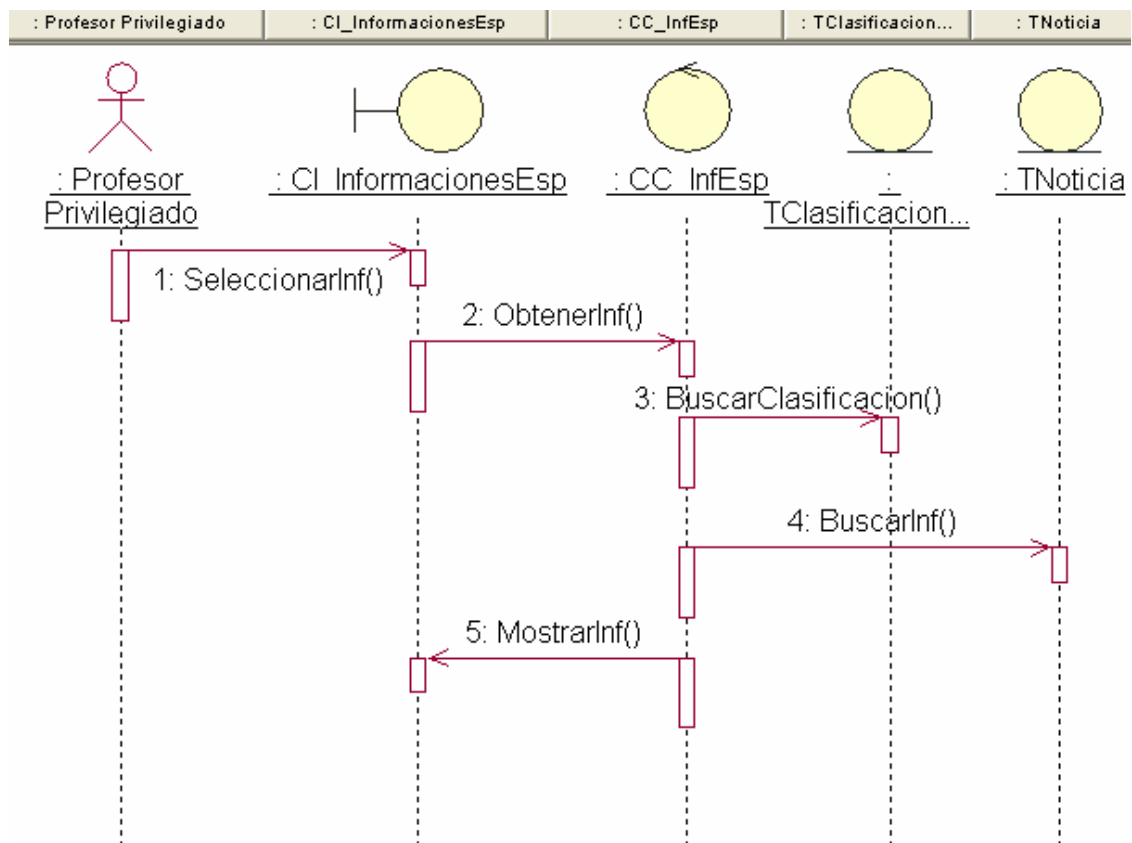 : Profesor Privilegiado
: CI_InformacionesEsp
: CC_InfEsp
: TClasificacion...
: TNoticia
: Profesor
Privilegiado
: CI_InformacionesEsp
: CC_InfEsp
:
TClasificacion...
: TNoticia
1: SeleccionarInf()
2: ObtenerInf()
3: BuscarClasificacion()
4: BuscarInf()
5: MostrarInf()